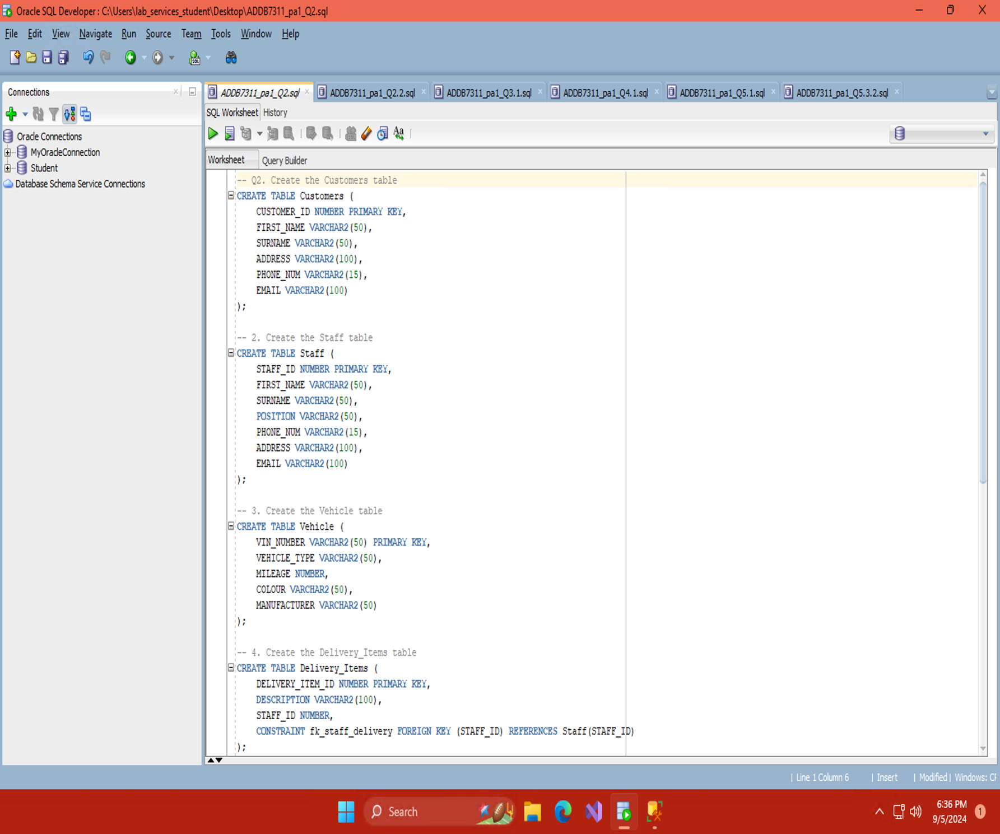 Oracle SQL Developer : C:\Users\lab_services_student\Desktop\ADDB7311_pa1_Q2.sql
File Edit View Navigate Run Source Team Tools Window Help
Connections
Oracle Connections
MyOracleConnection
Student
Database Schema Service Connections
ADDB7311_pa1_Q2.sql ADDB7311_pa1_Q2.2.sql ADDB7311_pa1_Q3.1.sql ADDB7311_pa1_Q4.1.sql ADDB7311_pa1_Q5.1.sql ADDB7311_pa1_Q5.3.2.sql
SQL Worksheet History
Worksheet Query Builder
-- Q2. Create the Customers table
CREATE TABLE Customers (
    CUSTOMER_ID NUMBER PRIMARY KEY,
    FIRST_NAME VARCHAR2(50),
    SURNAME VARCHAR2(50),
    ADDRESS VARCHAR2(100),
    PHONE_NUM VARCHAR2(15),
    EMAIL VARCHAR2(100)
);
-- 2. Create the Staff table
CREATE TABLE Staff (
    STAFF_ID NUMBER PRIMARY KEY,
    FIRST_NAME VARCHAR2(50),
    SURNAME VARCHAR2(50),
    POSITION VARCHAR2(50),
    PHONE_NUM VARCHAR2(15),
    ADDRESS VARCHAR2(100),
    EMAIL VARCHAR2(100)
);
-- 3. Create the Vehicle table
CREATE TABLE Vehicle (
    VIN_NUMBER VARCHAR2(50) PRIMARY KEY,
    VEHICLE_TYPE VARCHAR2(50),
    MILEAGE NUMBER,
    COLOUR VARCHAR2(50),
    MANUFACTURER VARCHAR2(50)
);
-- 4. Create the Delivery_Items table
CREATE TABLE Delivery_Items (
    DELIVERY_ITEM_ID NUMBER PRIMARY KEY,
    DESCRIPTION VARCHAR2(100),
    STAFF_ID NUMBER,
    CONSTRAINT fk_staff_delivery FOREIGN KEY (STAFF_ID) REFERENCES Staff(STAFF_ID)
);
| Line 1 Column 6 | Insert | Modified | Windows:
Search
6:36 PM
9/5/2024
1